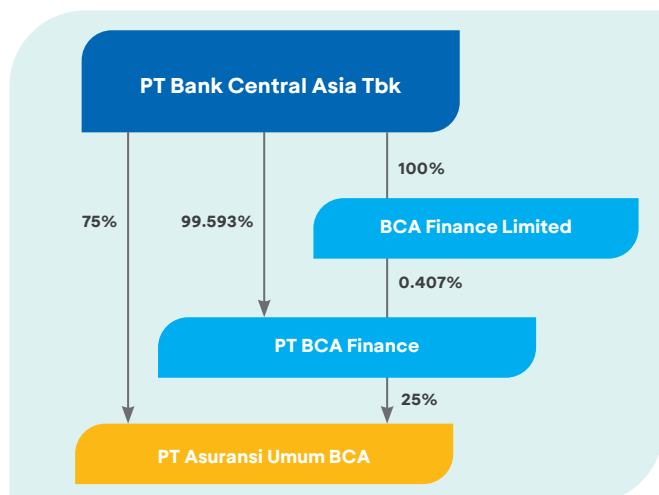 PT Bank Central Asia Tbk
100%
75%
99.593%
BCA Finance Limited
0.407%
PT BCA Finance
25%
PT Asuransi Umum BCA